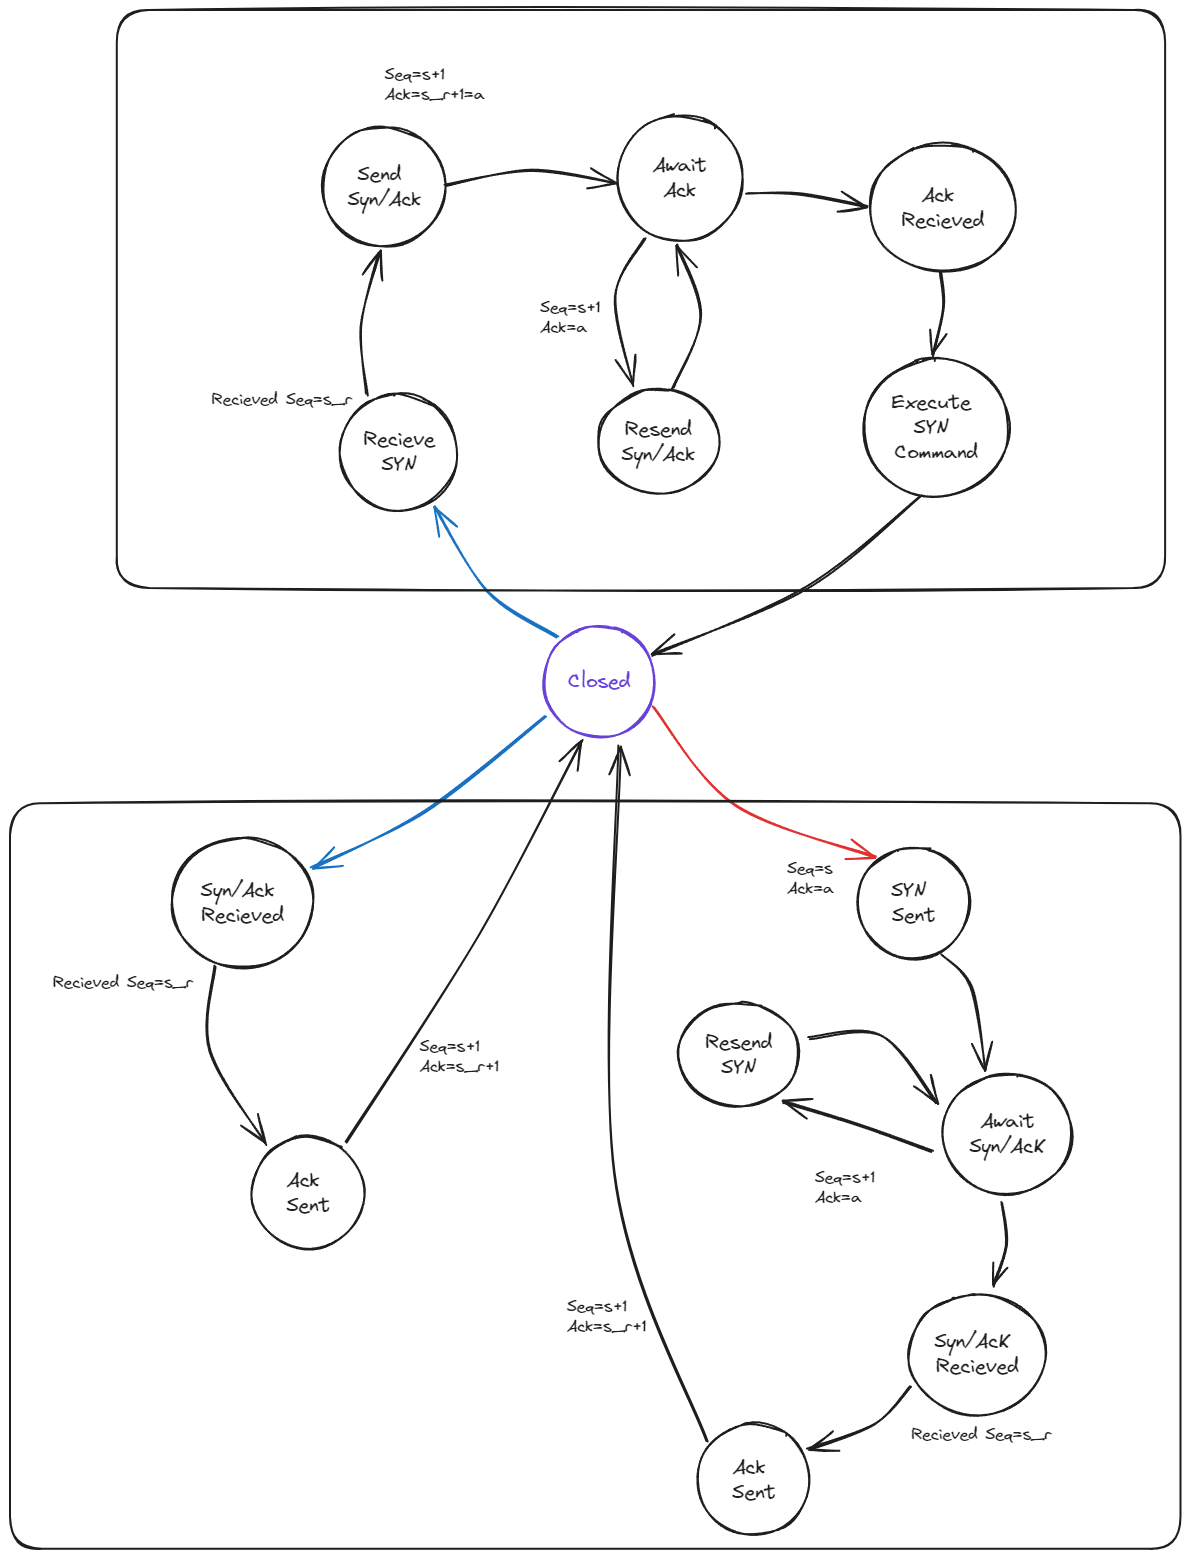 Seq=s+1
Ack=s_r+1=a
Send
Syn/Ack
Await
Ack
Ack
Recieved
Seq=s+1
Ack=a
Recieved Seq=s_r
Recieve
SYN
Resend
Syn/Ack
Execute
SYN
Command
Closed
Syn/Ack
Recieved
Seq=s
Ack=a
SYN
Sent
Recieved Seq=s_r
Seq=s+1
Ack=s_r+1
Resend
SYN
Await
Syn/AcK
Ack
Sent
Seq=s+1
Ack=a
Seq=s+1
Ack=s_r+1
Syn/AcK
Recieved
Recieved Seq=s_r
Ack
Sent